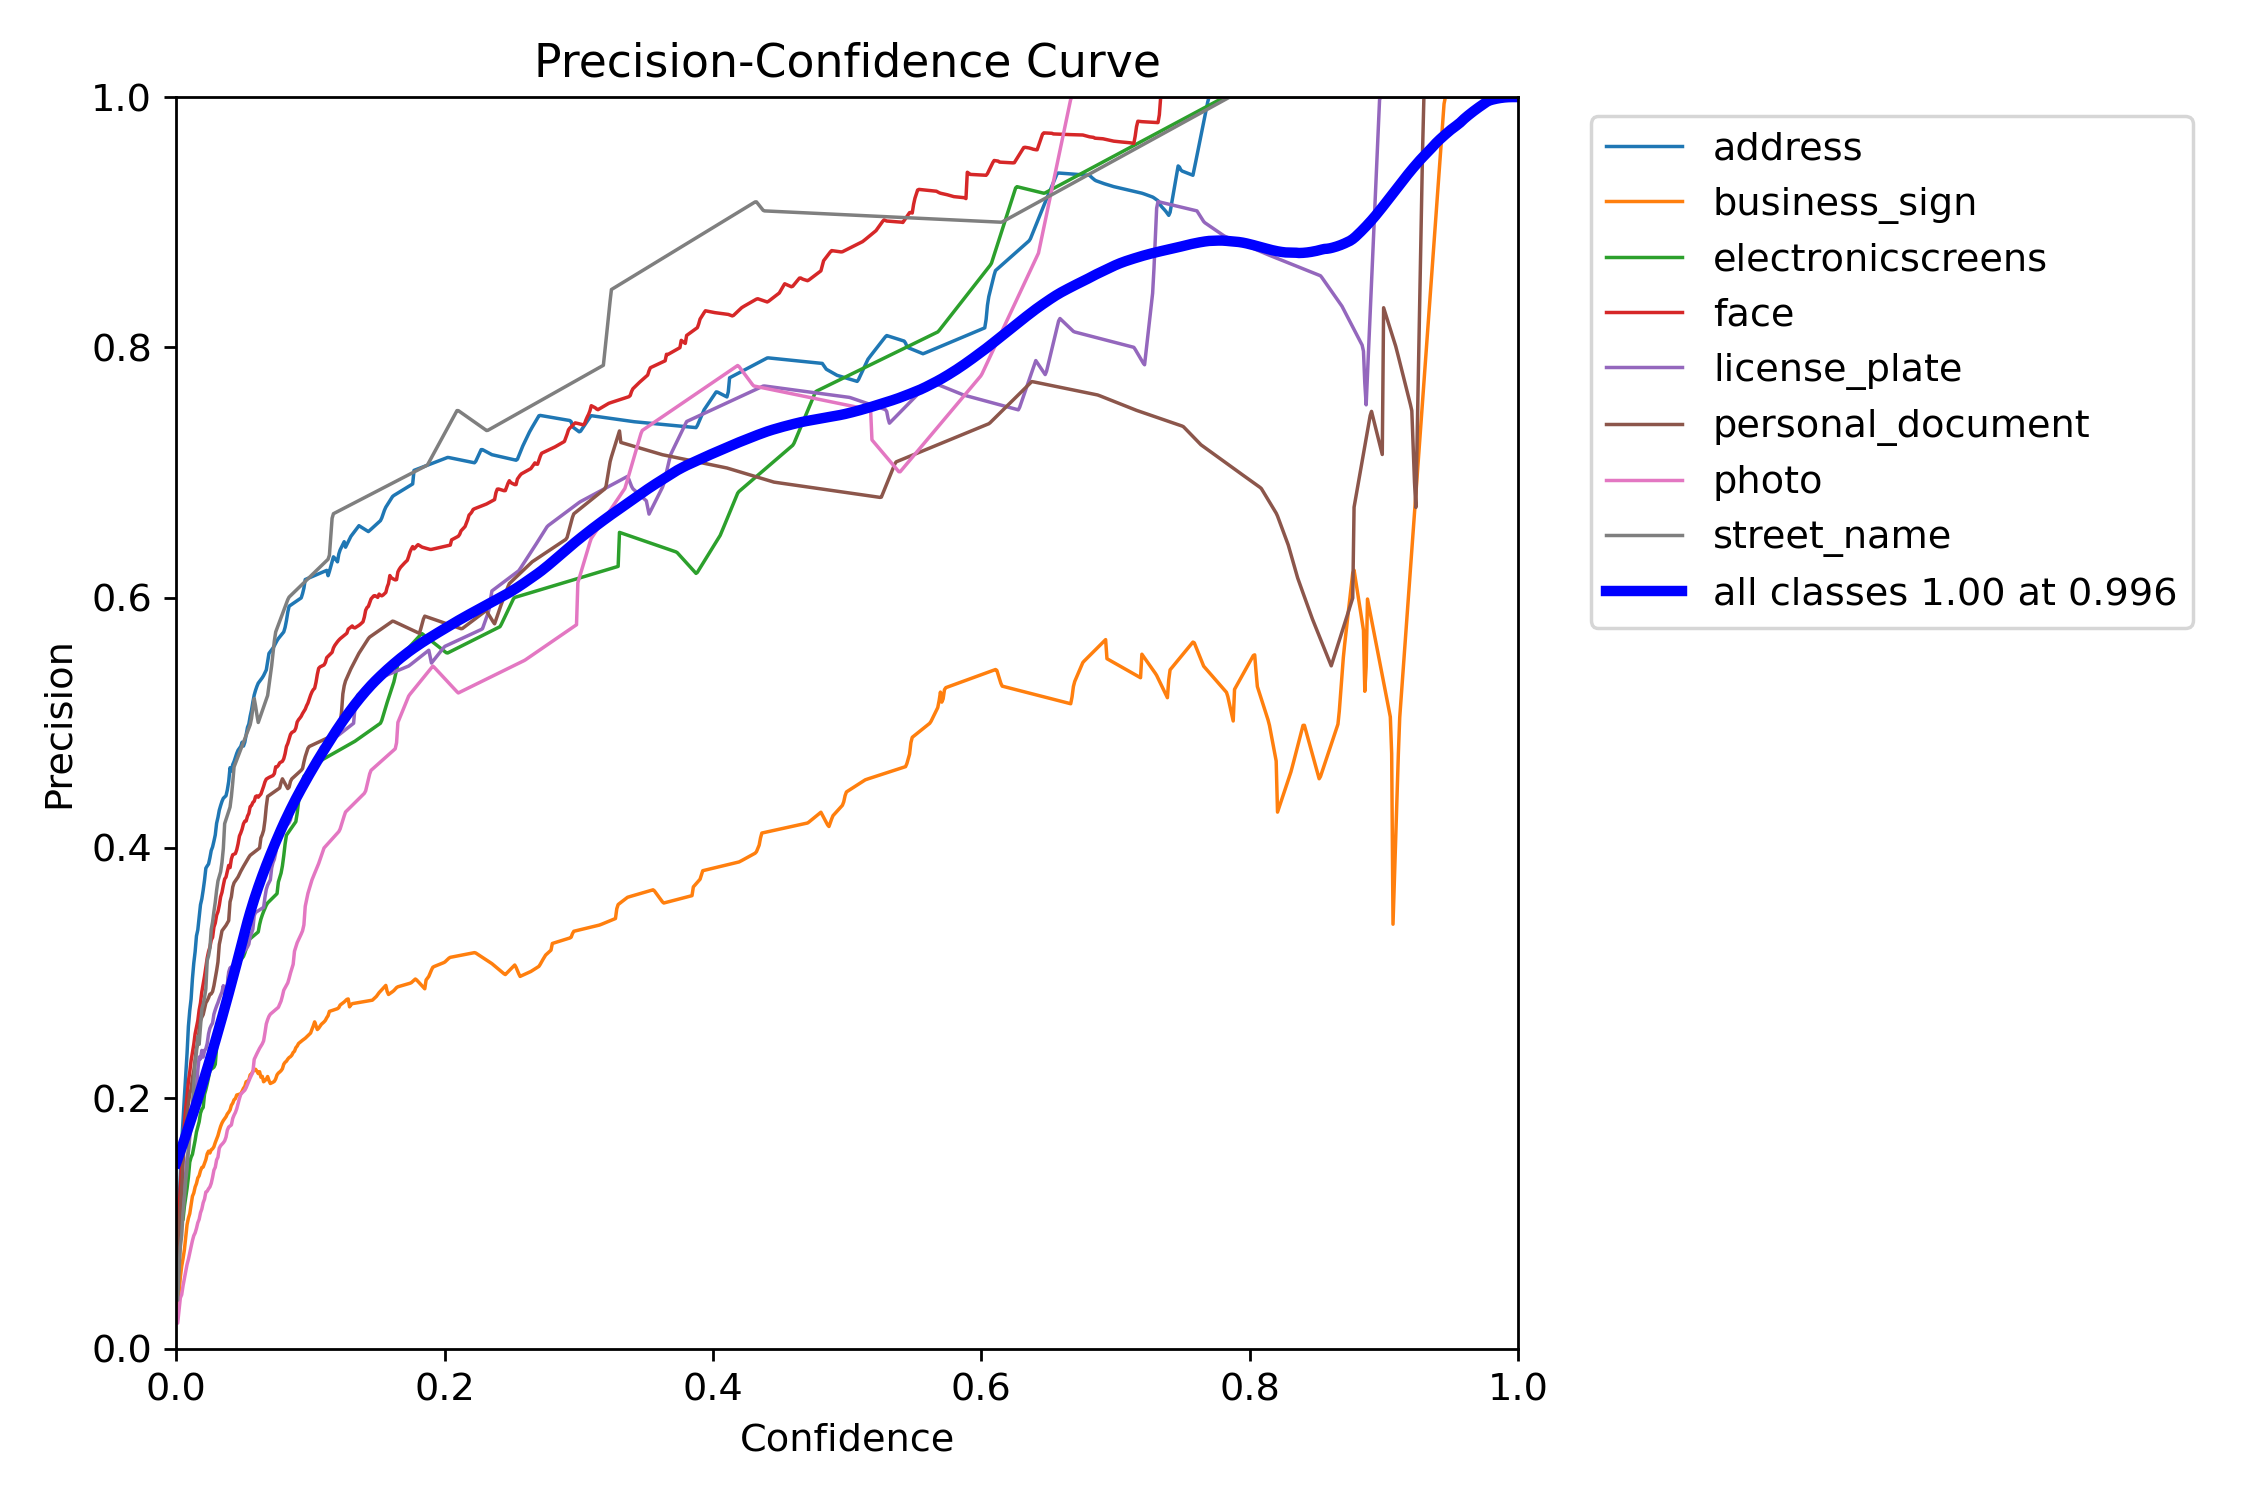 Precision-Confidence Curve
1.0
0.8
0.6
0.4
0.2
0.0
Precision
0.0 0.2 0.4 0.6 0.8 1.0
Confidence
address
business_sign
electronicscreens
face
license_plate
personal_document
photo
street_name
all classes 1.00 at 0.996